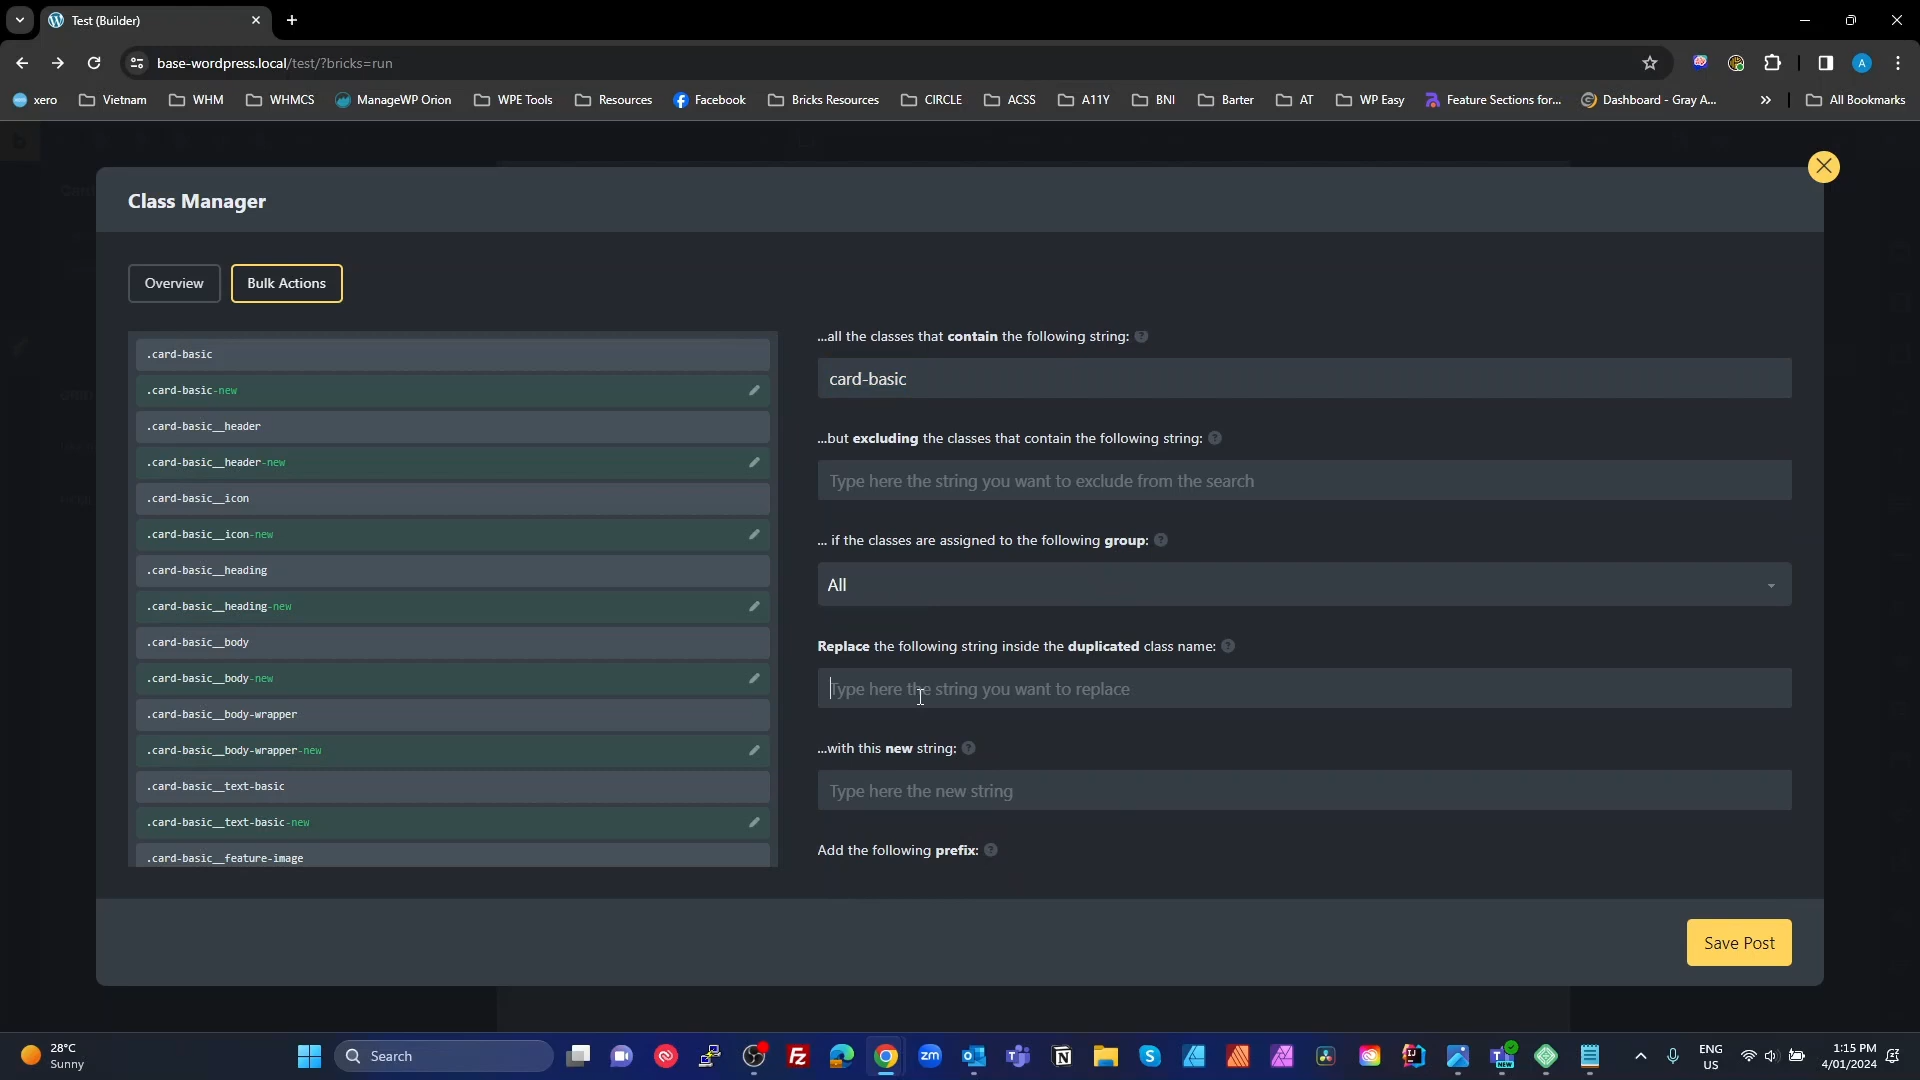 Test (Builder)
base-wordpress.local/test/?bricks=run
xero
Vietnam
WHM
WHMCS
ManageWP Orion
WPE Tools
Resources
Facebook
Bricks Resources
CIRCLE
ACSS
A11Y
BNI
Barter
AT
WP Easy
Feature Sections for...
Dashboard - Gray A...
»
All Bookmarks
Class Manager
Overview
Bulk Actions
.card-basic
.card-basic-new
.card-basic__header
.card-basic__header-new
.card-basic__icon
.card-basic__icon-new
.card-basic__heading
.card-basic__heading-new
.card-basic__body
.card-basic__body-new
.card-basic__body-wrapper
.card-basic__body-wrapper-new
.card-basic__text-basic
.card-basic__text-basic-new
.card-basic__feature-image
...all the classes that contain the following string:
card-basic
...but excluding the classes that contain the following string:
Type here the string you want to exclude from the search
... if the classes are assigned to the following group:
All
Replace the following string inside the duplicated class name:
Type here the string you want to replace
...with this new string:
Type here the new string
Add the following prefix:
Save Post
28°C
Sunny
Search
ENG
US
1:15 PM
4/01/2024